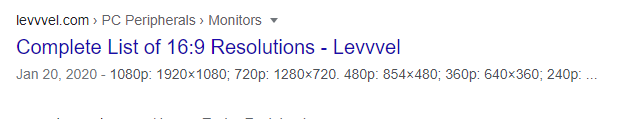 levvvel.com › PC Peripherals › Monitors
Complete List of 16:9 Resolutions - Levvvel
Jan 20, 2020 - 1080p: 1920×1080; 720p: 1280×720. 480p: 854×480; 360p: 640×360; 240p: ...